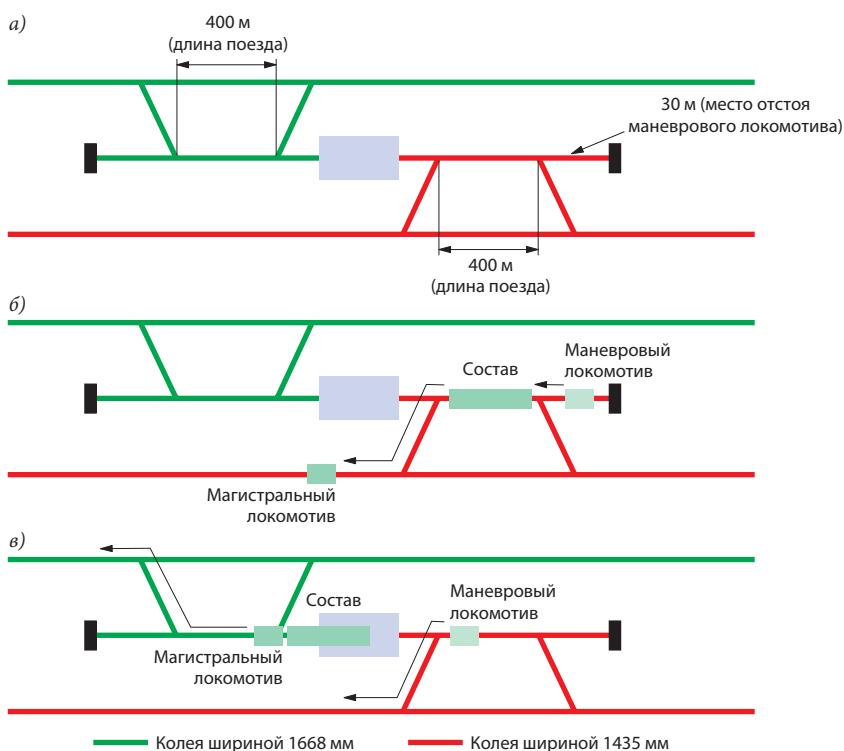 а)
400 м
(длина поезда)
30 м (место отстоя
маневрового локомотива)
400 м
(длина поезда)
б)
Состав
Маневровый
локомотив
Магистральный
локомотив
в)
Состав
Маневровый
локомотив
Магистральный
локомотив
Колея шириной 1668 мм
Колея шириной 1435 мм